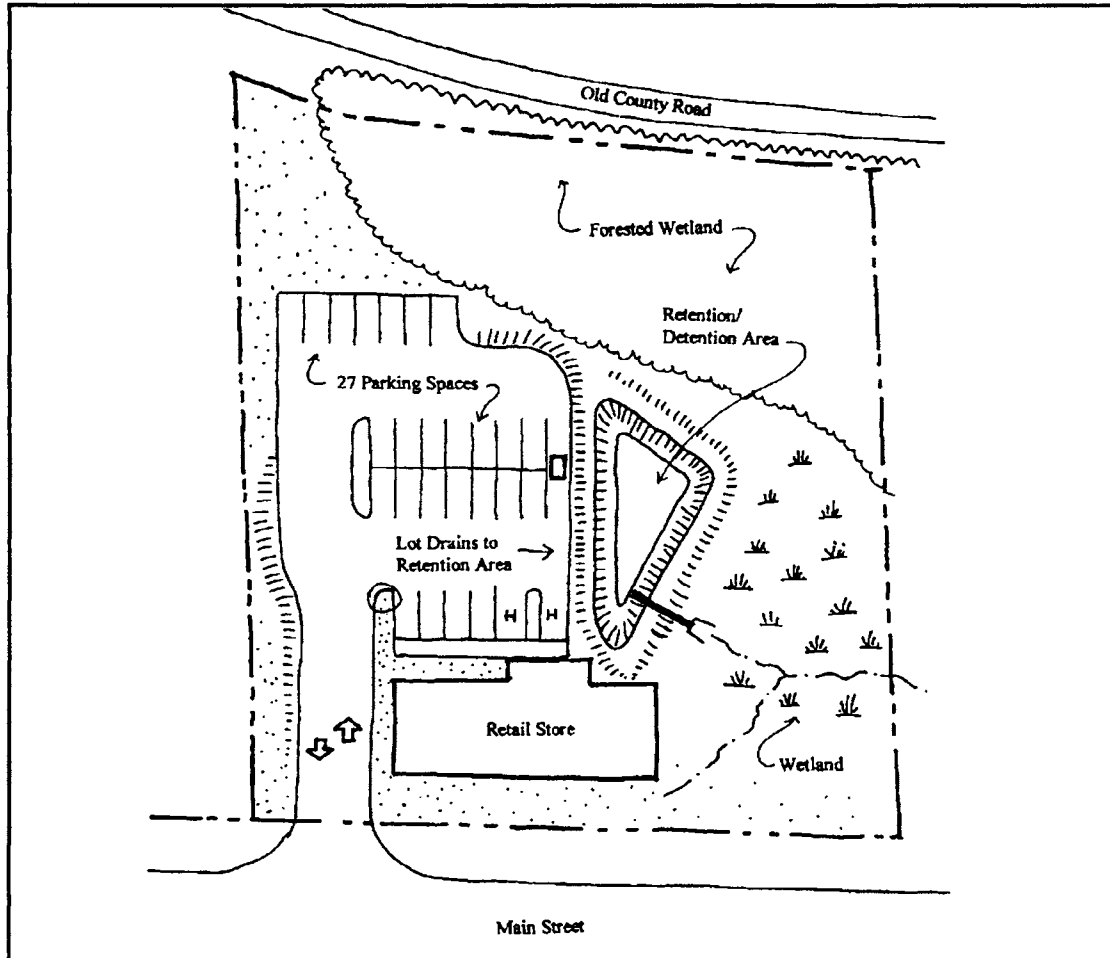 Old County Road
Forested Wetland
Retention/
Detention Area
27 Parking Spaces
Lot Drains to
Retention Area
H H
Retail Store
Wetland
Main Street